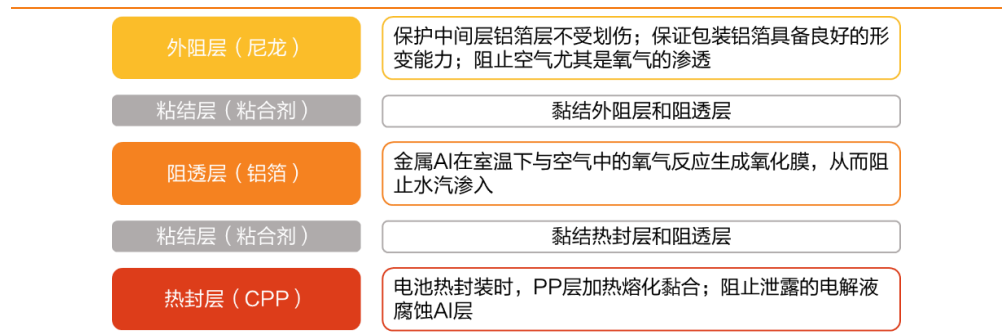 外阻层（尼龙）
保护中间层铝箔层不受划伤；保证包装铝箔具备良好的形
变能力；阻止空气尤其是氧气的渗透
粘结层（粘合剂）
黏结外阻层和阻透层
阻透层（铝箔）
金属Al在室温下与空气中的氧气反应生成氧化膜，从而阻
止水汽渗入
粘结层（粘合剂）
黏结热封层和阻透层
热封层（CPP）
电池热封装时，PP层加热熔化黏合；阻止泄露的电解液
腐蚀Al层